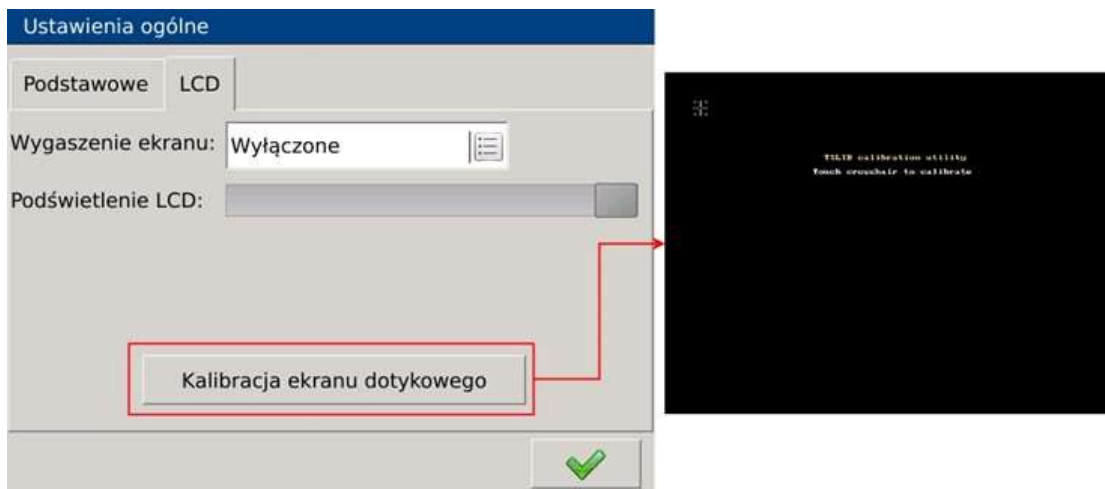 Ustawienia ogólne
Podstawowe LCD
Wygaszenie ekranu: Wyłączone
Podświetlenie LCD:
Kalibracja ekranu dotykowego
TSLIB calibration utility
Touch crosshair to calibrate